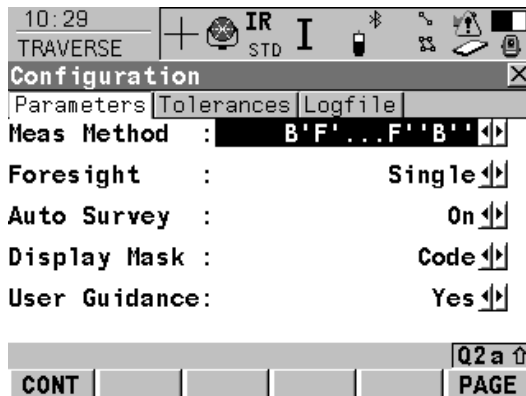 10:29
TRAVERSE
IR
STD
I
Configuration
Parameters Tolerances Logfile
Meas Method : B'F'...F''B''
Foresight : Single
Auto Survey : On
Display Mask : Code
User Guidance: Yes
Q2 a
CONT PAGE